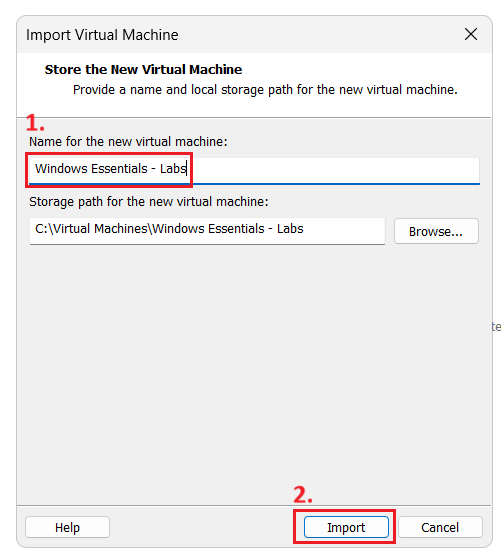 Import Virtual Machine
Store the New Virtual Machine
Provide a name and local storage path for the new virtual machine.
1.
Name for the new virtual machine:
Windows Essentials - Labs
Storage path for the new virtual machine:
C:\Virtual Machines\Windows Essentials - Labs
Browse...
te
2.
Help
Import
Cancel